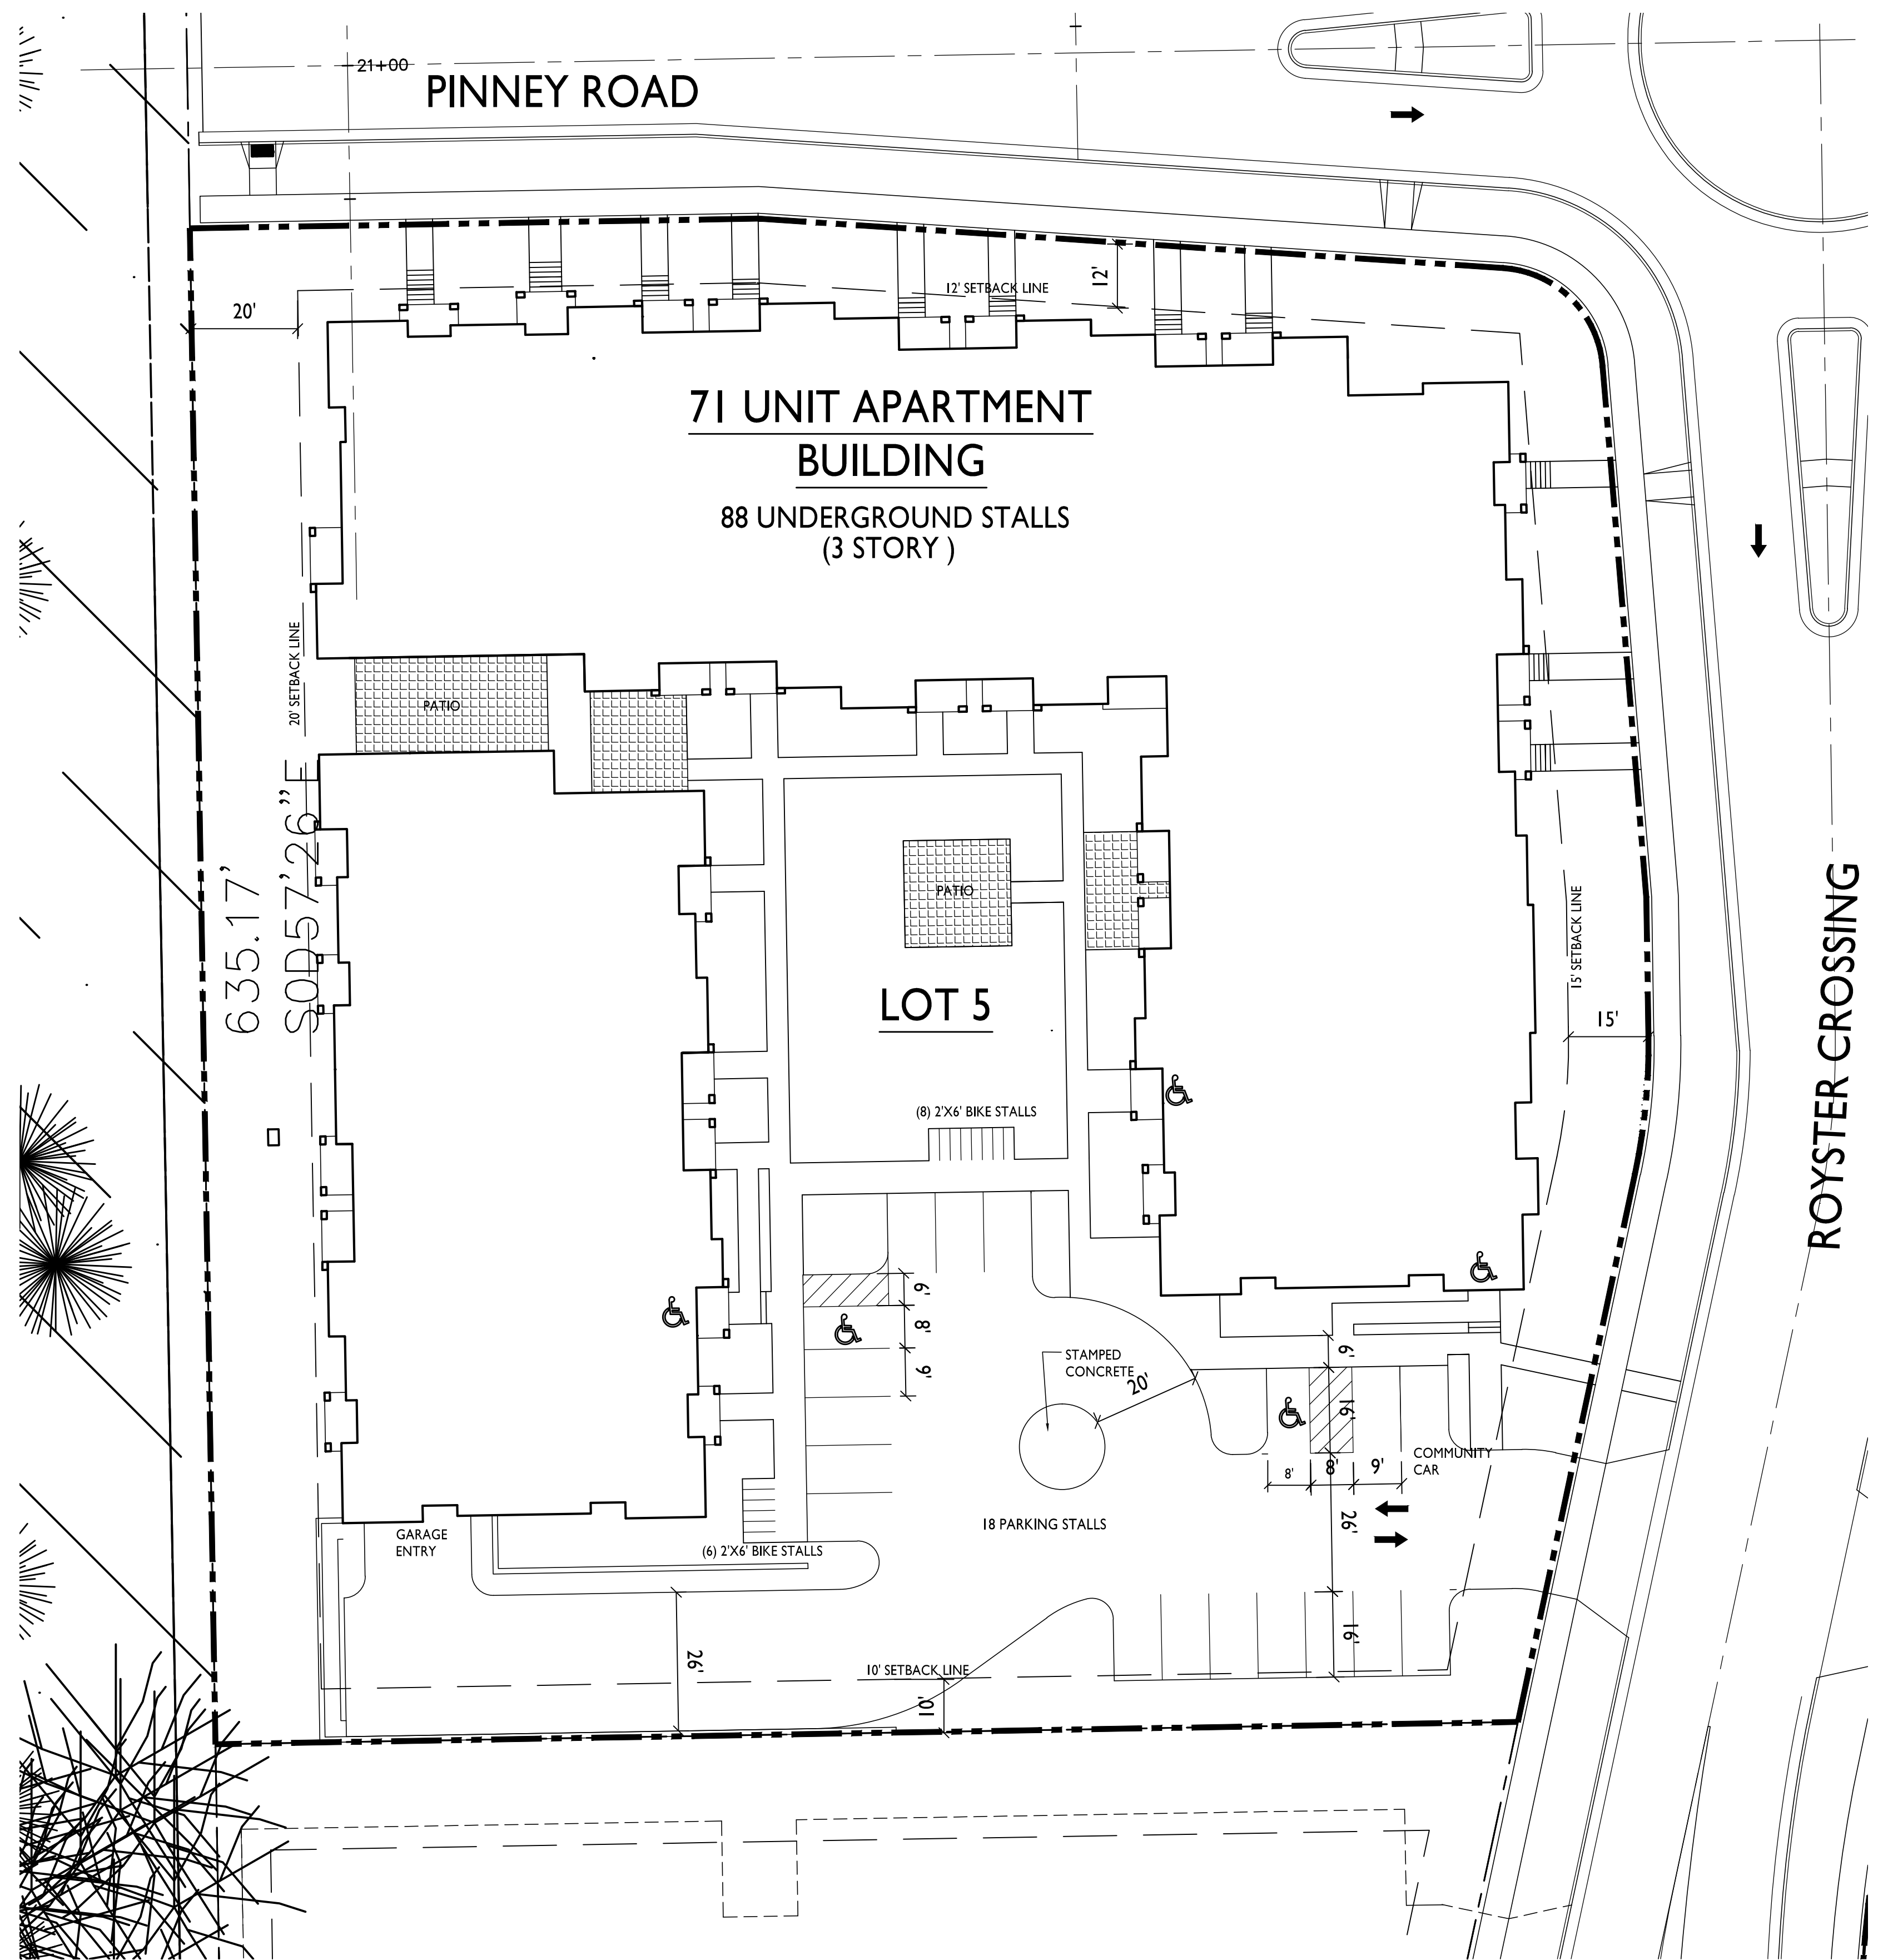 21+00
PINNEY ROAD
20'
12' SETBACK LINE
12'
71 UNIT APARTMENT
BUILDING
88 UNDERGROUND STALLS
(3 STORY )
20' SETBACK LINE
PATIO
635.17'
S0D57'26"E
PATIO
15' SETBACK LINE
LOT 5
15'
ROYSTER CROSSING
(8) 2'X6' BIKE STALLS
6'
8'
9'
STAMPED
CONCRETE
20'
6'
16'
8'
8'
9'
COMMUNITY
CAR
26'
18 PARKING STALLS
GARAGE
ENTRY
(6) 2'X6' BIKE STALLS
26'
16'
10' SETBACK LINE
10'